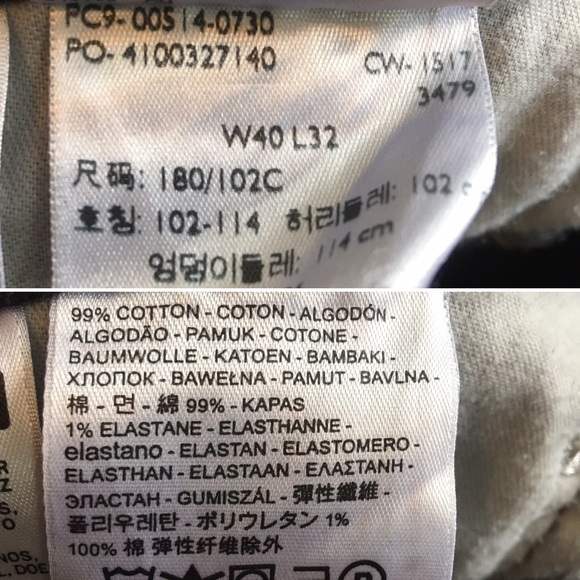 PC9-00514-0730
PO-4100327140
CW-1517
3479
W40 L32
尺码: 180/102C
호칭: 102-114 허리둘레: 102 c
엉덩이둘레: 114 cm
99% COTTON - COTON - ALGODÓN -
ALGODÃO - PAMUK - COTONE -
BAUMWOLLE - KATOEN - BAMBAKI -
ХЛОПОК - BAWEŁNA - PAMUT - BAVLNA -
棉 - 면 - 綿 99% - KAPAS
1% ELASTANE - ELASTHANNE -
elastano - ELASTAN - ELASTOMERO -
ELASTHAN - ELASTAAN - ΕΛΑΣΤΑΝΗ -
ЭЛАСТАН - GUMISZÁL - 彈性纖維 -
폴리우레탄 - ポリウレタン 1%
100% 棉 弹性纤维除外
R
Z
S,
O
NOS,
L, DOE